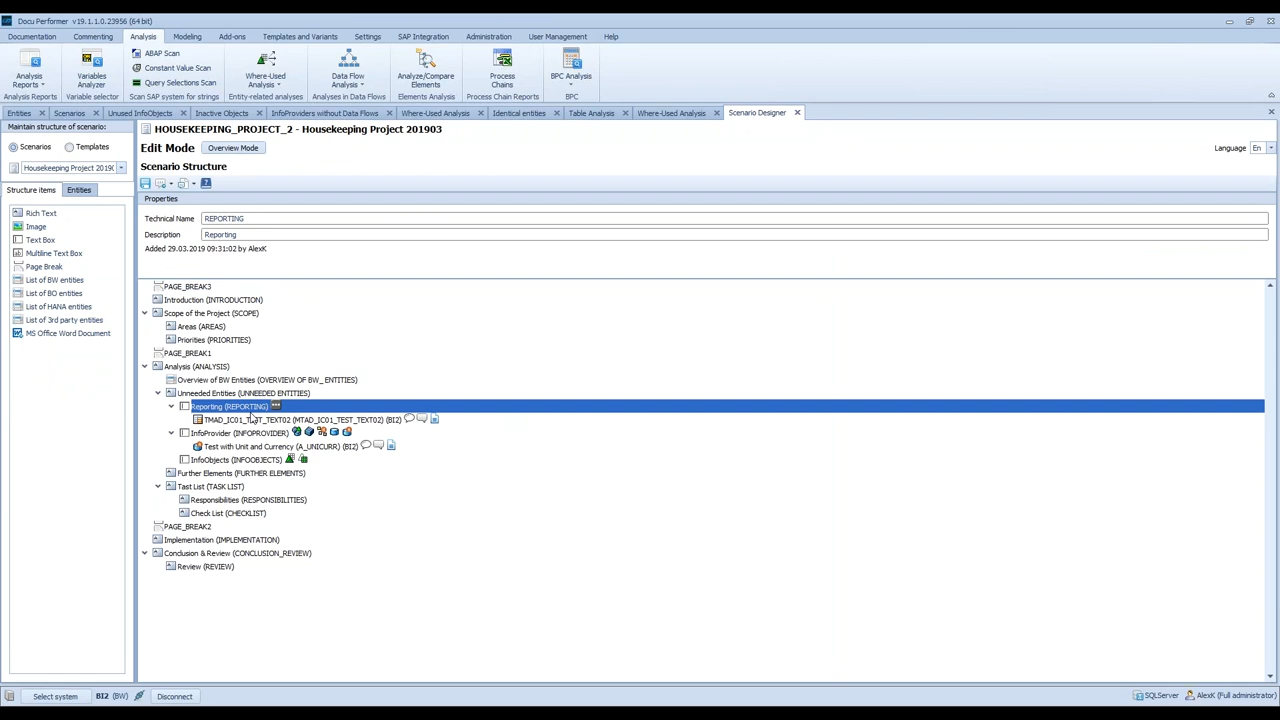 Docu Performer v19.1.1.0.23956 (64 bit)
Documentation Commenting Analysis Modeling Add-ons Templates and Variants Settings SAP Integration Administration User Management Help
Analysis Reports
Variables Analyzer
ABAP Scan
Constant Value Scan
Query Selections Scan
Where-Used Analysis
Data Flow Analysis
Analyze/Compare Elements
Process Chains
BPC Analysis
Analysis Reports Variable selector Scan SAP system for strings Entity-related analyses Analyses in Data Flows Elements Analysis Process Chain Reports BPC
Entities Scenarios Unused InfoObjects Inactive Objects InfoProviders without Data Flows Where-Used Analysis Identical entities Table Analysis Where-Used Analysis Scenario Designer
Maintain structure of scenario:
Scenarios Templates
Housekeeping Project 2019(
Structure items Entities
Rich Text
Image
Text Box
Multiline Text Box
Page Break
List of BW entities
List of BO entities
List of HANA entities
List of 3rd party entities
MS Office Word Document
HOUSEKEEPING_PROJECT_2 - Housekeeping Project 201903
Edit Mode Overview Mode
Language En
Scenario Structure
Properties
Technical Name REPORTING
Description Reporting
Added 29.03.2019 09:31:02 by AlexK
PAGE_BREAK3
Introduction (INTRODUCTION)
Scope of the Project (SCOPE)
Areas (AREAS)
Priorities (PRIORITIES)
PAGE_BREAK1
Analysis (ANALYSIS)
Overview of BW Entities (OVERVIEW OF BW_ ENTITIES)
Unneeded Entities (UNNEEDED ENTITIES)
Reporting (REPORTING)
TMAD_IC01_TEST_TEXT02 (MTAD_IC01_TEST_TEXT02) (BI2)
InfoProvider (INFOPROVIDER)
Test with Unit and Currency (A_UNICURR) (BI2)
InfoObjects (INFOOBJECTS)
Further Elements (FURTHER ELEMENTS)
Tast List (TASK LIST)
Responsibilities (RESPONSIBILITIES)
Check List (CHECKLIST)
PAGE_BREAK2
Implementation (IMPLEMENTATION)
Conclusion & Review (CONCLUSION_REVIEW)
Review (REVIEW)
Select system BI2 (BW) Disconnect SQLServer AlexK (Full administrator)